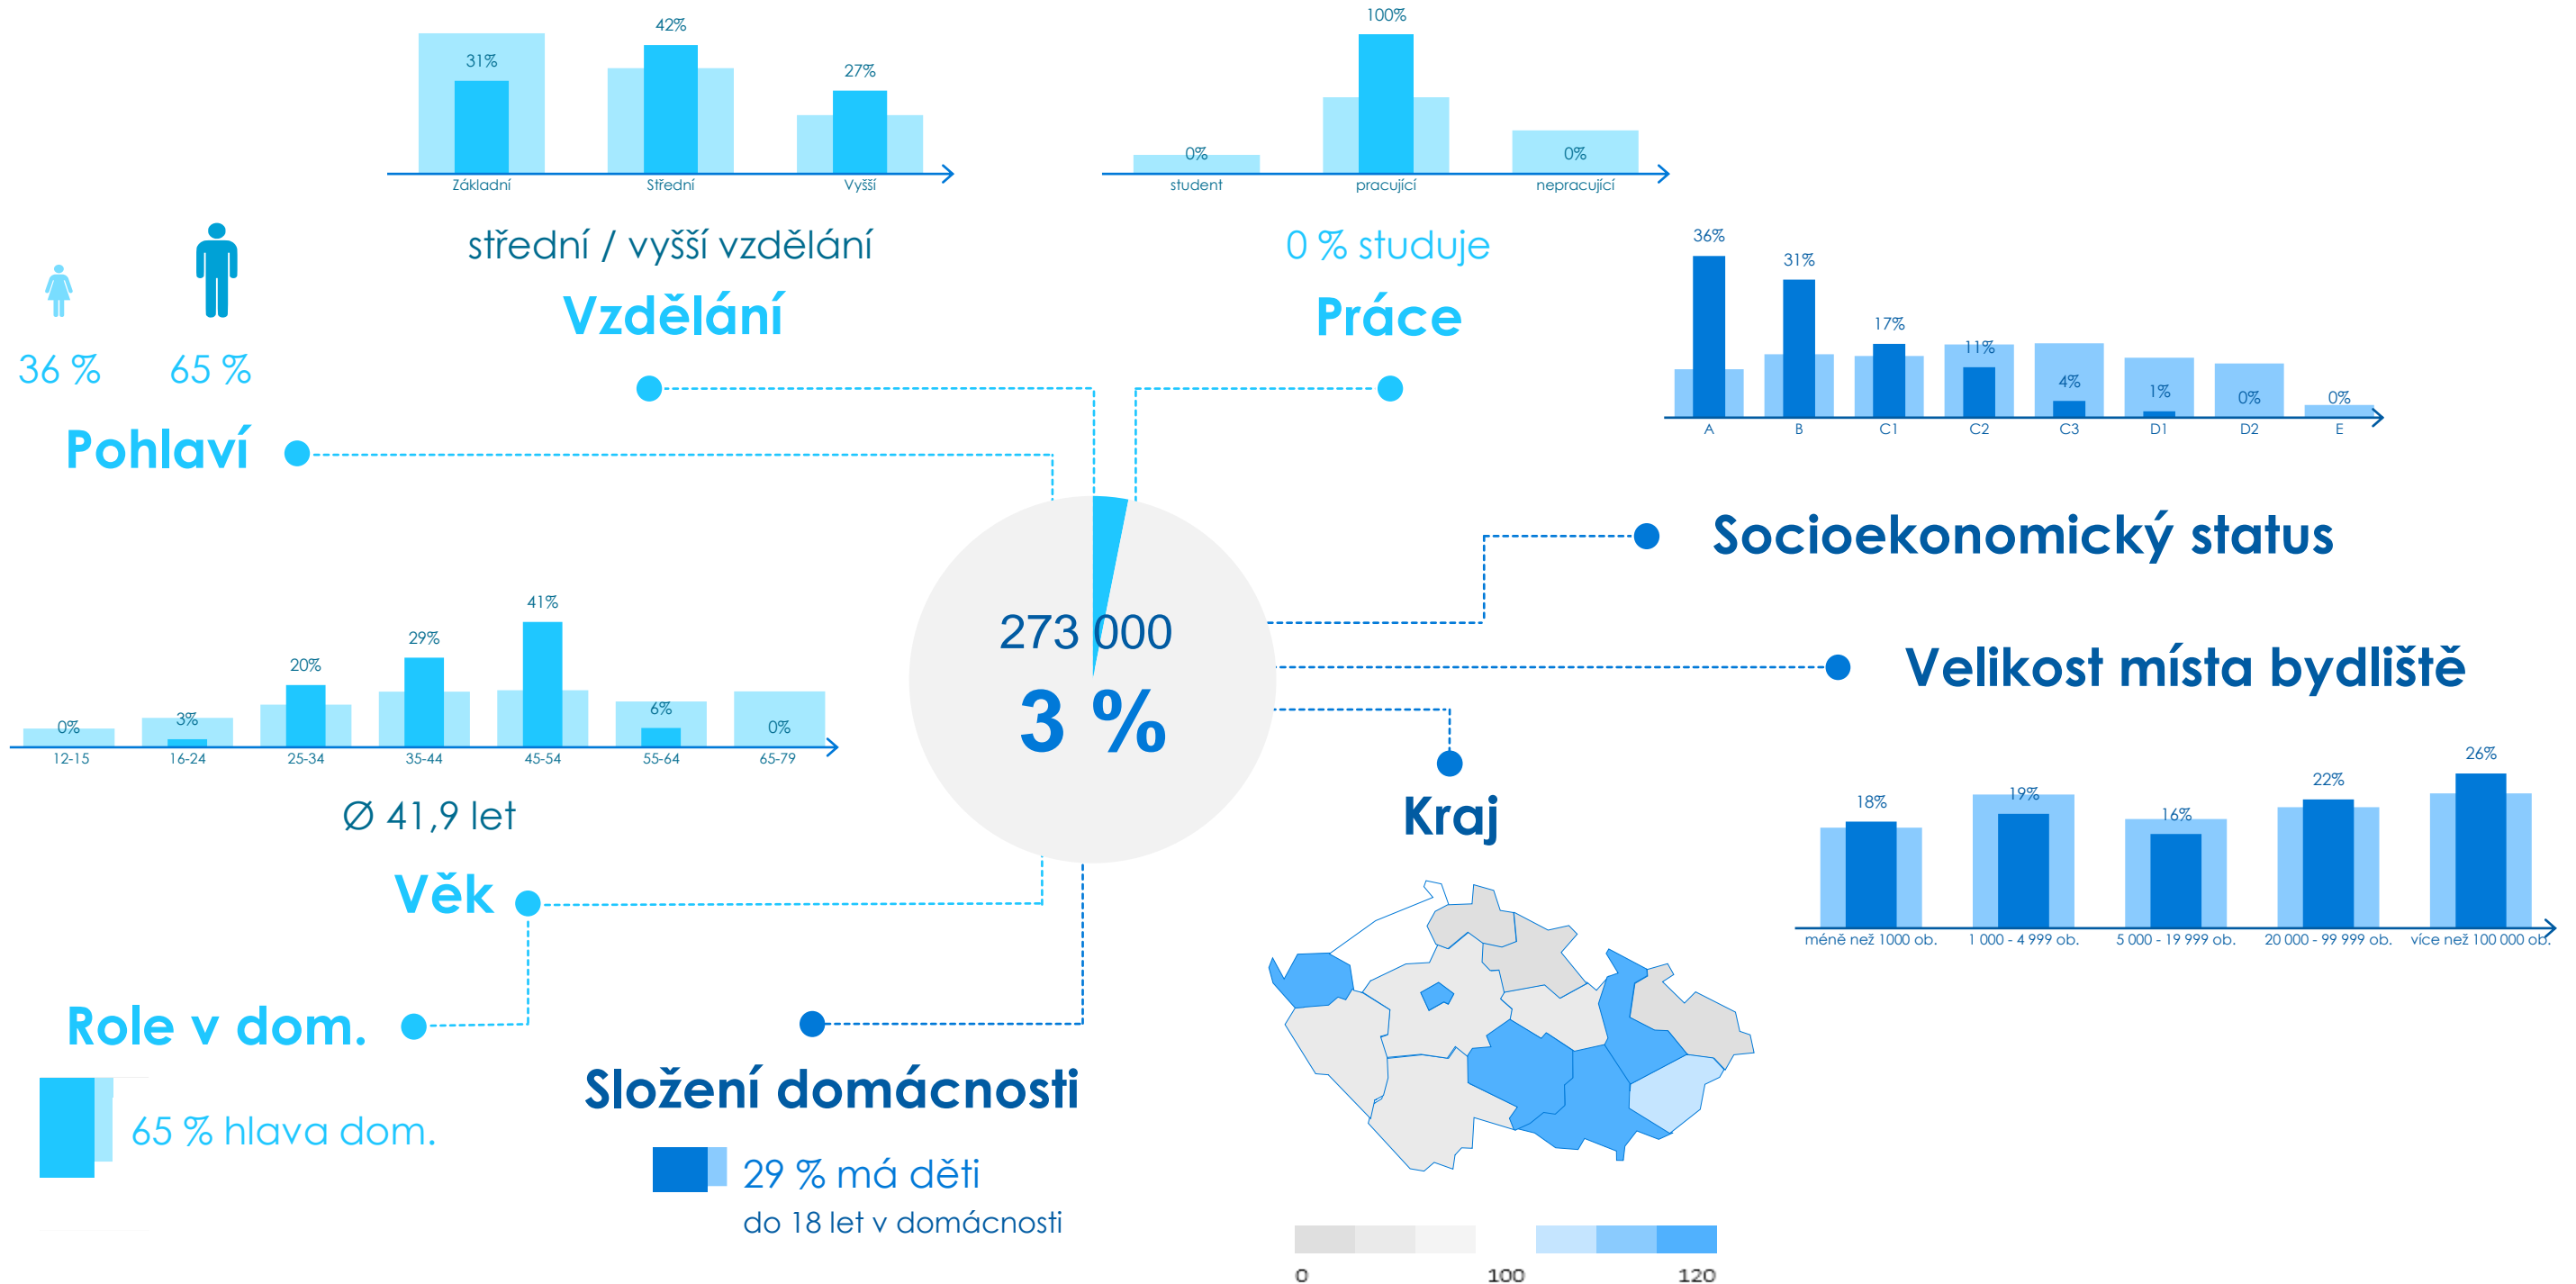 42%
31%
27%
Základní Střední Vyšší
střední / vyšší vzdělání
Vzdělání
100%
0%
0%
student pracující nepracující
0 % studuje
Práce
36 % 65 %
Pohlaví
36%
31%
17%
11%
4%
1%
0%
0%
A B C1 C2 C3 D1 D2 E
Socioekonomický status
273 000
3 %
41%
29%
20%
3%
6%
0%
0%
12-15 16-24 25-34 35-44 45-54 55-64 65-79
Ø 41,9 let
Věk
Velikost místa bydliště
18%
19%
16%
22%
26%
méně než 1000 ob. 1 000 - 4 999 ob. 5 000 - 19 999 ob. 20 000 - 99 999 ob. více než 100 000 ob.
Kraj
Role v dom.
65 % hlava dom.
Složení domácnosti
29 % má děti
do 18 let v domácnosti
0 100 120